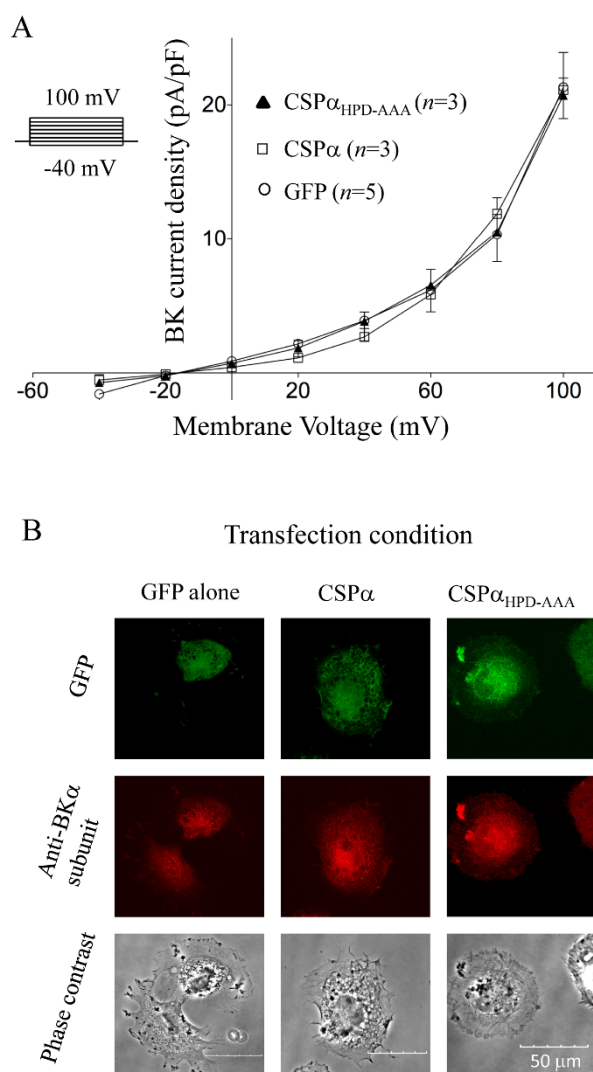 A
BK current density (pA/pF)
100 mV
-40 mV
20
10
▲ CSPα_HPD-AAA (n=3)
□ CSPα (n=3)
○ GFP (n=5)
-60
-20
20
60
100
Membrane Voltage (mV)
B
Transfection condition
GFP alone
CSPα
CSPα_HPD-AAA
GFP
Anti-BKα
subunit
Phase contrast
50 μm